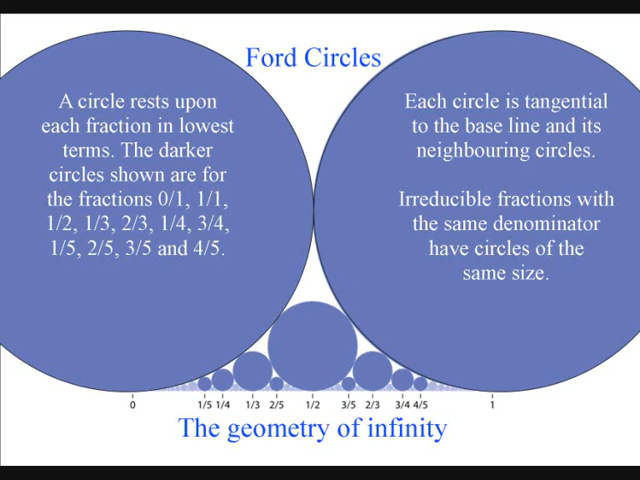 Ford Circles
A circle rests upon
each fraction in lowest
terms. The darker
circles shown are for
the fractions 0/1, 1/1,
1/2, 1/3, 2/3, 1/4, 3/4,
1/5, 2/5, 3/5 and 4/5.
Each circle is tangential
to the base line and its
neighbouring circles.
Irreducible fractions with
the same denominator
have circles of the
same size.
0 1/5 1/4 1/3 2/5 1/2 3/5 2/3 3/4 4/5 1
The geometry of infinity